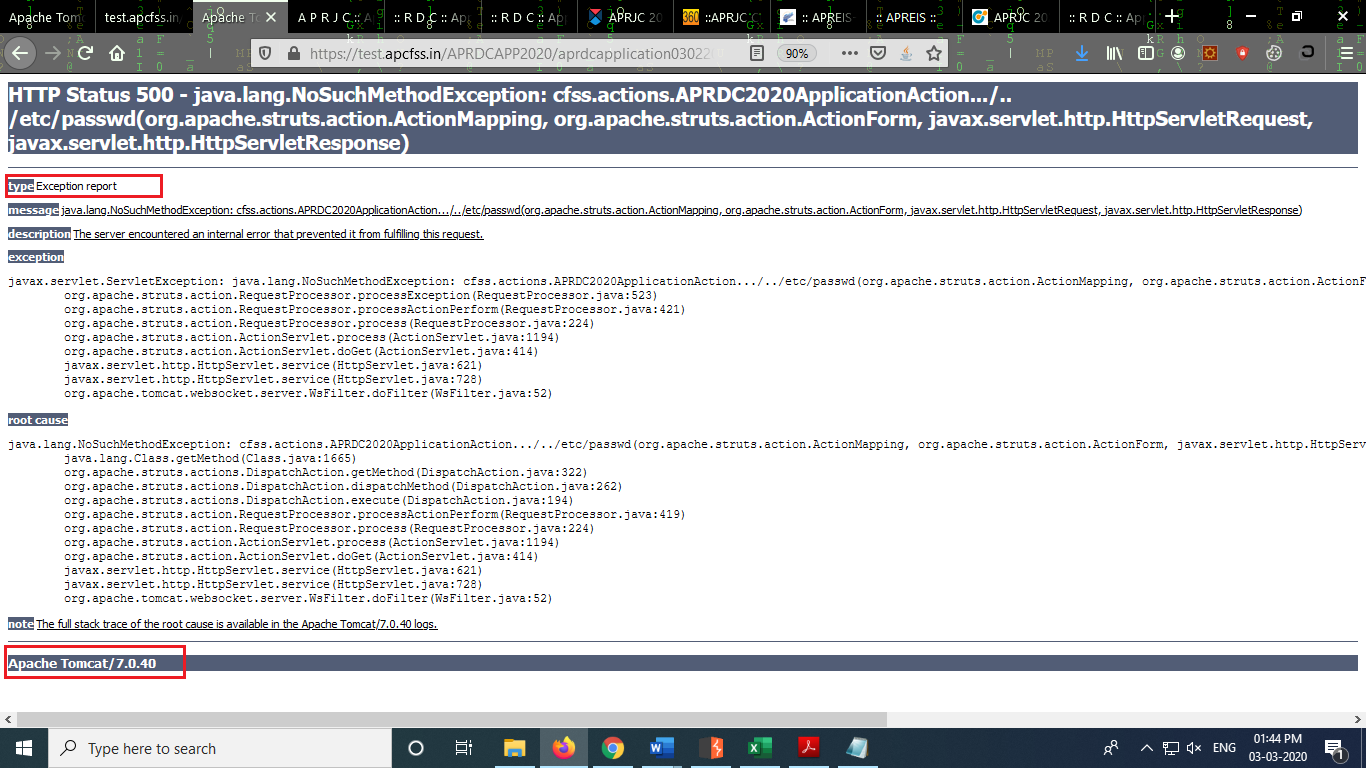 Apache Tom
test.apcfss.in
Apache To
A P R J C :: A
:: R D C :: Ap
:: R D C :: Ap
APRJC 20
::APRJC 'C'
:: APREIS ::
:: APREIS ::
APRJC 20
:: R D C :: Ap
https://test.apcfss.in/APRDCAPP2020/aprdcapplication03022
90%
HTTP Status 500 - java.lang.NoSuchMethodException: cfss.actions.APRDC2020ApplicationAction.../..
/etc/passwd(org.apache.struts.action.ActionMapping, org.apache.struts.action.ActionForm, javax.servlet.http.HttpServletRequest,
javax.servlet.http.HttpServletResponse)
type Exception report
message java.lang.NoSuchMethodException: cfss.actions.APRDC2020ApplicationAction.../../etc/passwd(org.apache.struts.action.ActionMapping, org.apache.struts.action.ActionForm, javax.servlet.http.HttpServletRequest, javax.servlet.http.HttpServletResponse)
description The server encountered an internal error that prevented it from fulfilling this request.
exception
javax.servlet.ServletException: java.lang.NoSuchMethodException: cfss.actions.APRDC2020ApplicationAction.../../etc/passwd(org.apache.struts.action.ActionMapping, org.apache.struts.action.ActionF
org.apache.struts.action.RequestProcessor.processException(RequestProcessor.java:523)
org.apache.struts.action.RequestProcessor.processActionPerform(RequestProcessor.java:421)
org.apache.struts.action.RequestProcessor.process(RequestProcessor.java:224)
org.apache.struts.action.ActionServlet.process(ActionServlet.java:1194)
org.apache.struts.action.ActionServlet.doGet(ActionServlet.java:414)
javax.servlet.http.HttpServlet.service(HttpServlet.java:621)
javax.servlet.http.HttpServlet.service(HttpServlet.java:728)
org.apache.tomcat.websocket.server.WsFilter.doFilter(WsFilter.java:52)
root cause
java.lang.NoSuchMethodException: cfss.actions.APRDC2020ApplicationAction.../../etc/passwd(org.apache.struts.action.ActionMapping, org.apache.struts.action.ActionForm, javax.servlet.http.HttpServ
java.lang.Class.getMethod(Class.java:1665)
org.apache.struts.actions.DispatchAction.getMethod(DispatchAction.java:322)
org.apache.struts.actions.DispatchAction.dispatchMethod(DispatchAction.java:262)
org.apache.struts.actions.DispatchAction.execute(DispatchAction.java:194)
org.apache.struts.action.RequestProcessor.processActionPerform(RequestProcessor.java:419)
org.apache.struts.action.RequestProcessor.process(RequestProcessor.java:224)
org.apache.struts.action.ActionServlet.process(ActionServlet.java:1194)
org.apache.struts.action.ActionServlet.doGet(ActionServlet.java:414)
javax.servlet.http.HttpServlet.service(HttpServlet.java:621)
javax.servlet.http.HttpServlet.service(HttpServlet.java:728)
org.apache.tomcat.websocket.server.WsFilter.doFilter(WsFilter.java:52)
note The full stack trace of the root cause is available in the Apache Tomcat/7.0.40 logs.
Apache Tomcat/7.0.40
Type here to search
ENG
01:44 PM
03-03-2020
1